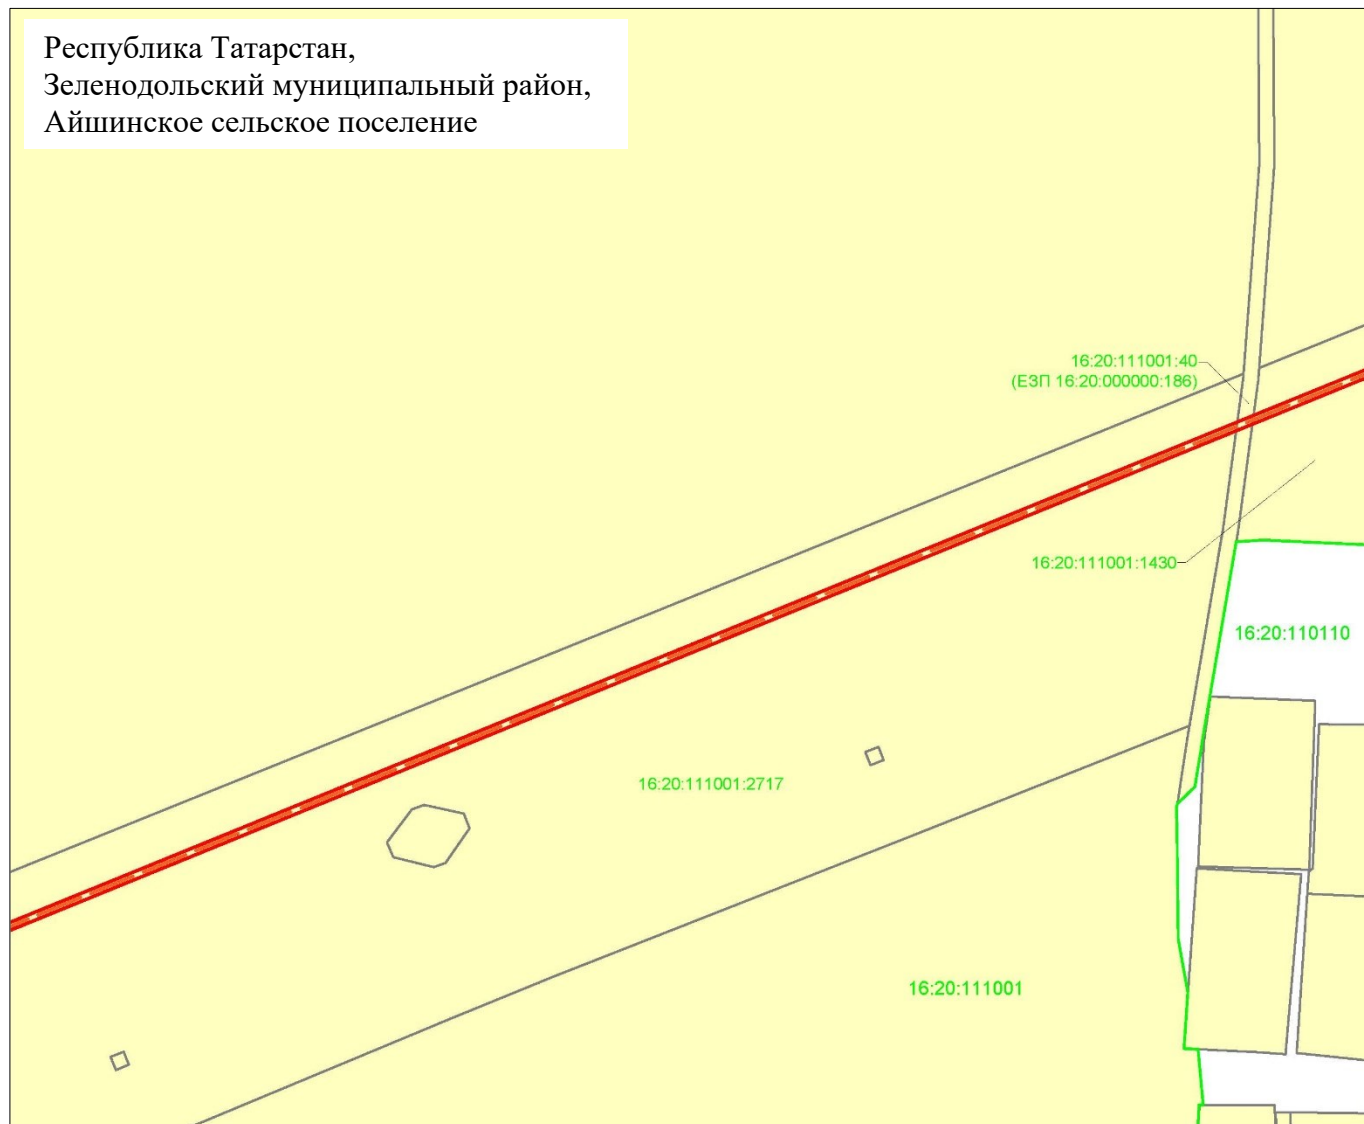 Республика Татарстан,
Зеленодольский муниципальный район,
Айшинское сельское поселение
16:20:111001:40
(ЕЗП 16:20:000000:186)
16:20:111001:1430
16:20:110110
16:20:111001:2717
16:20:111001